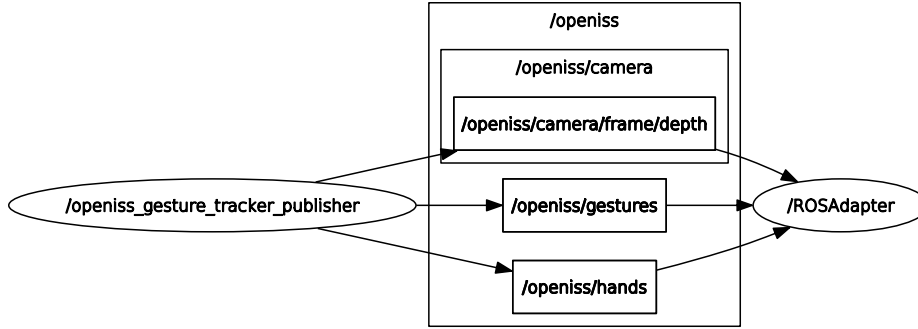 /openiss
/openiss/camera
/openiss/camera/frame/depth
/openiss_gesture_tracker_publisher
/openiss/gestures
/ROSAdapter
/openiss/hands